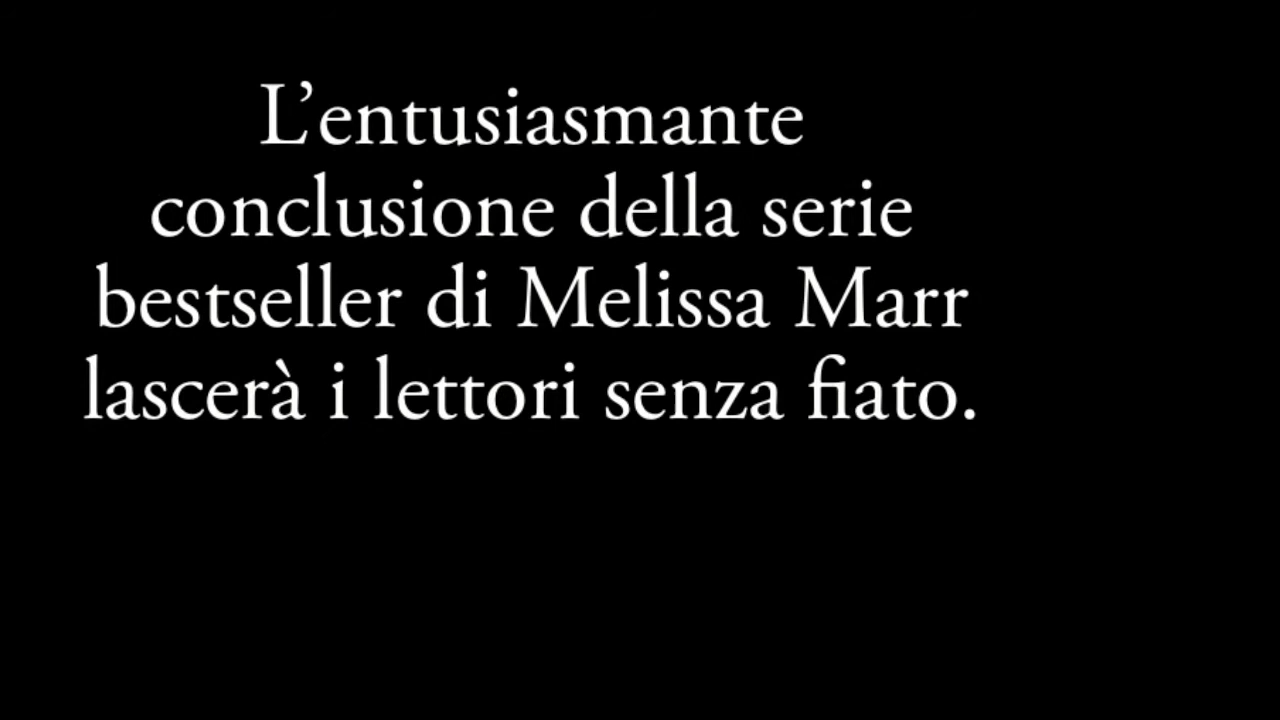 L’entusiasmante
conclusione della serie
bestseller di Melissa Marr
lascerà i lettori senza fiato.